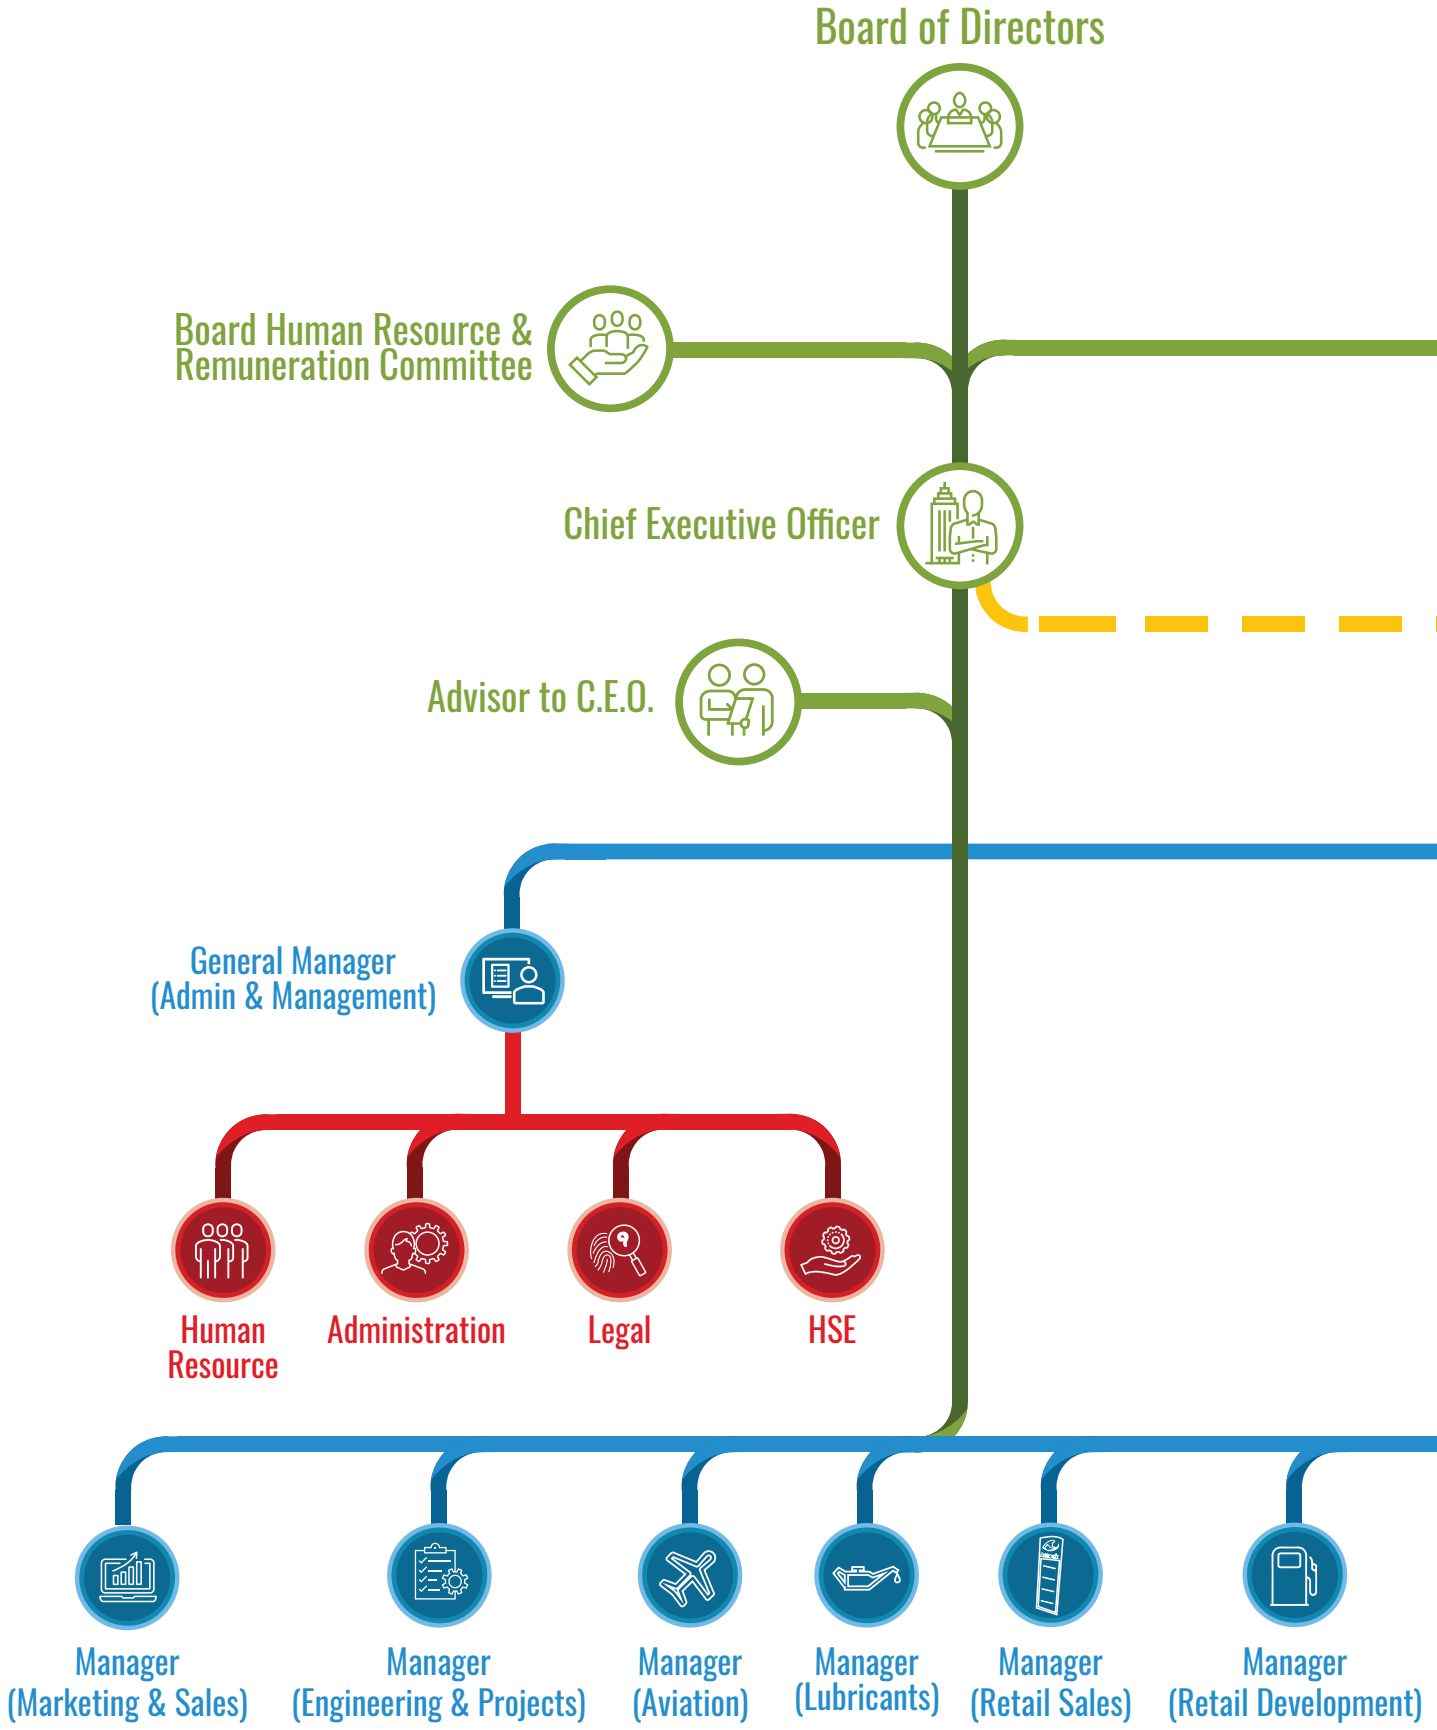 Board of Directors
Board Human Resource &
Remuneration Committee
Chief Executive Officer
Advisor to C.E.O.
General Manager
(Admin & Management)
Human
Resource
Administration
Legal
HSE
Manager
(Marketing & Sales)
Manager
(Engineering & Projects)
Manager
(Aviation)
Manager
(Lubricants)
Manager
(Retail Sales)
Manager
(Retail Development)